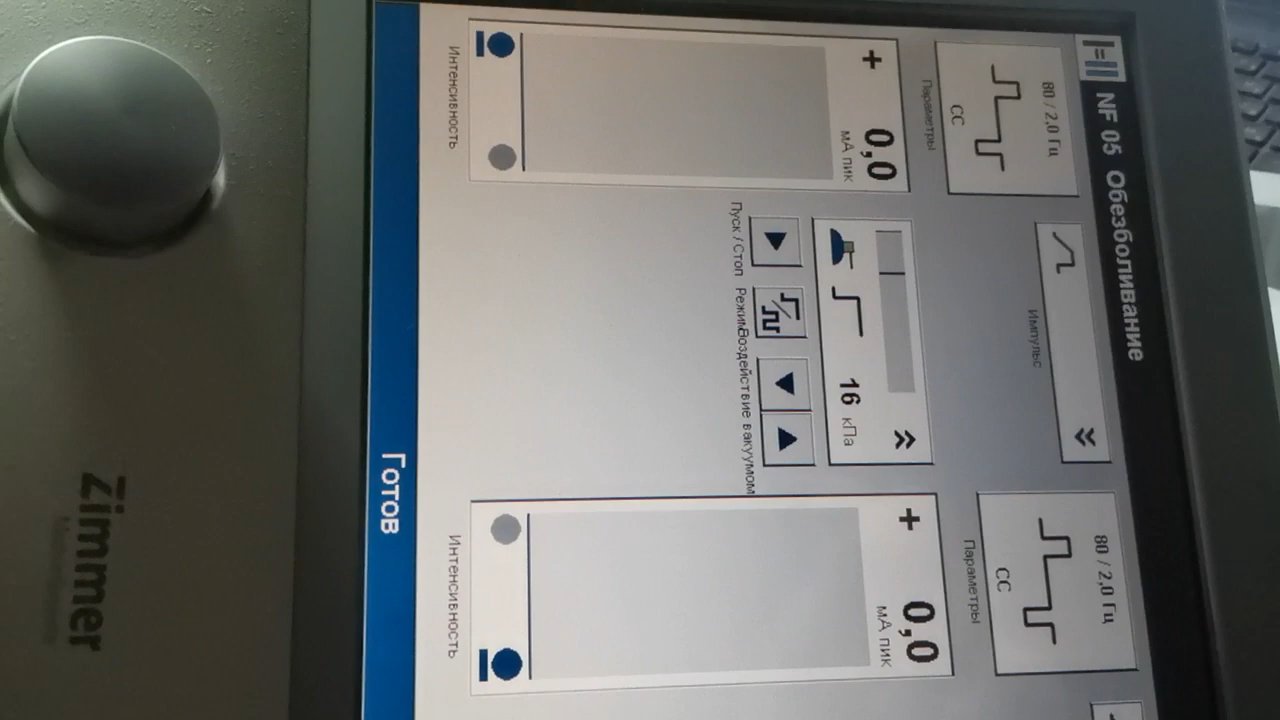 NF 05 Обезболивание
80 / 2,0 Гц
CC
Параметры
Импульс
80 / 2,0 Гц
CC
Параметры
+
0,0
мА пик
Интенсивность
16 кПа
Пуск / Стоп
Режим
Воздействие вакуумом
+
0,0
мА пик
Интенсивность
Готов
Zimmer